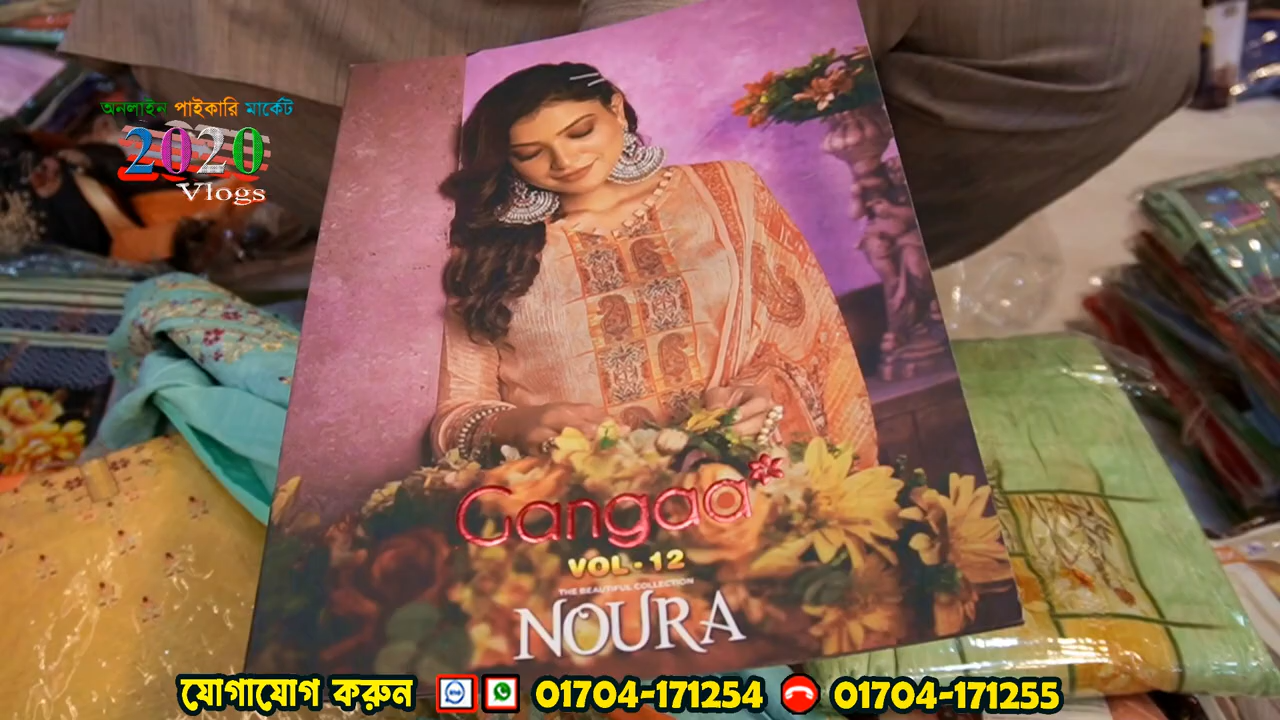 অনলাইন পাইকারি মার্কেট
2020
Vlogs
Gangaa
VOL - 12
THE BEAUTIFUL COLLECTION
NOURA
যোগাযোগ করুন 01704-171254 01704-171255